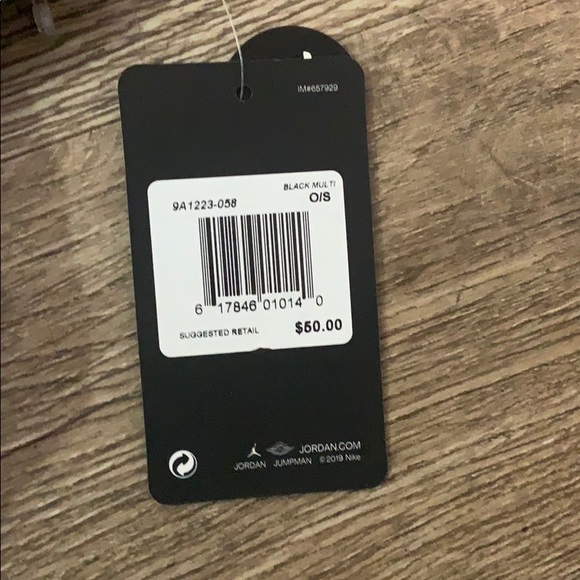 IM#657929
BLACK MULTI
9A1223-058 O/S
6 17846 01014 0
SUGGESTED RETAIL $50.00
JORDAN.COM
JORDAN JUMPMAN © 2019 Nike